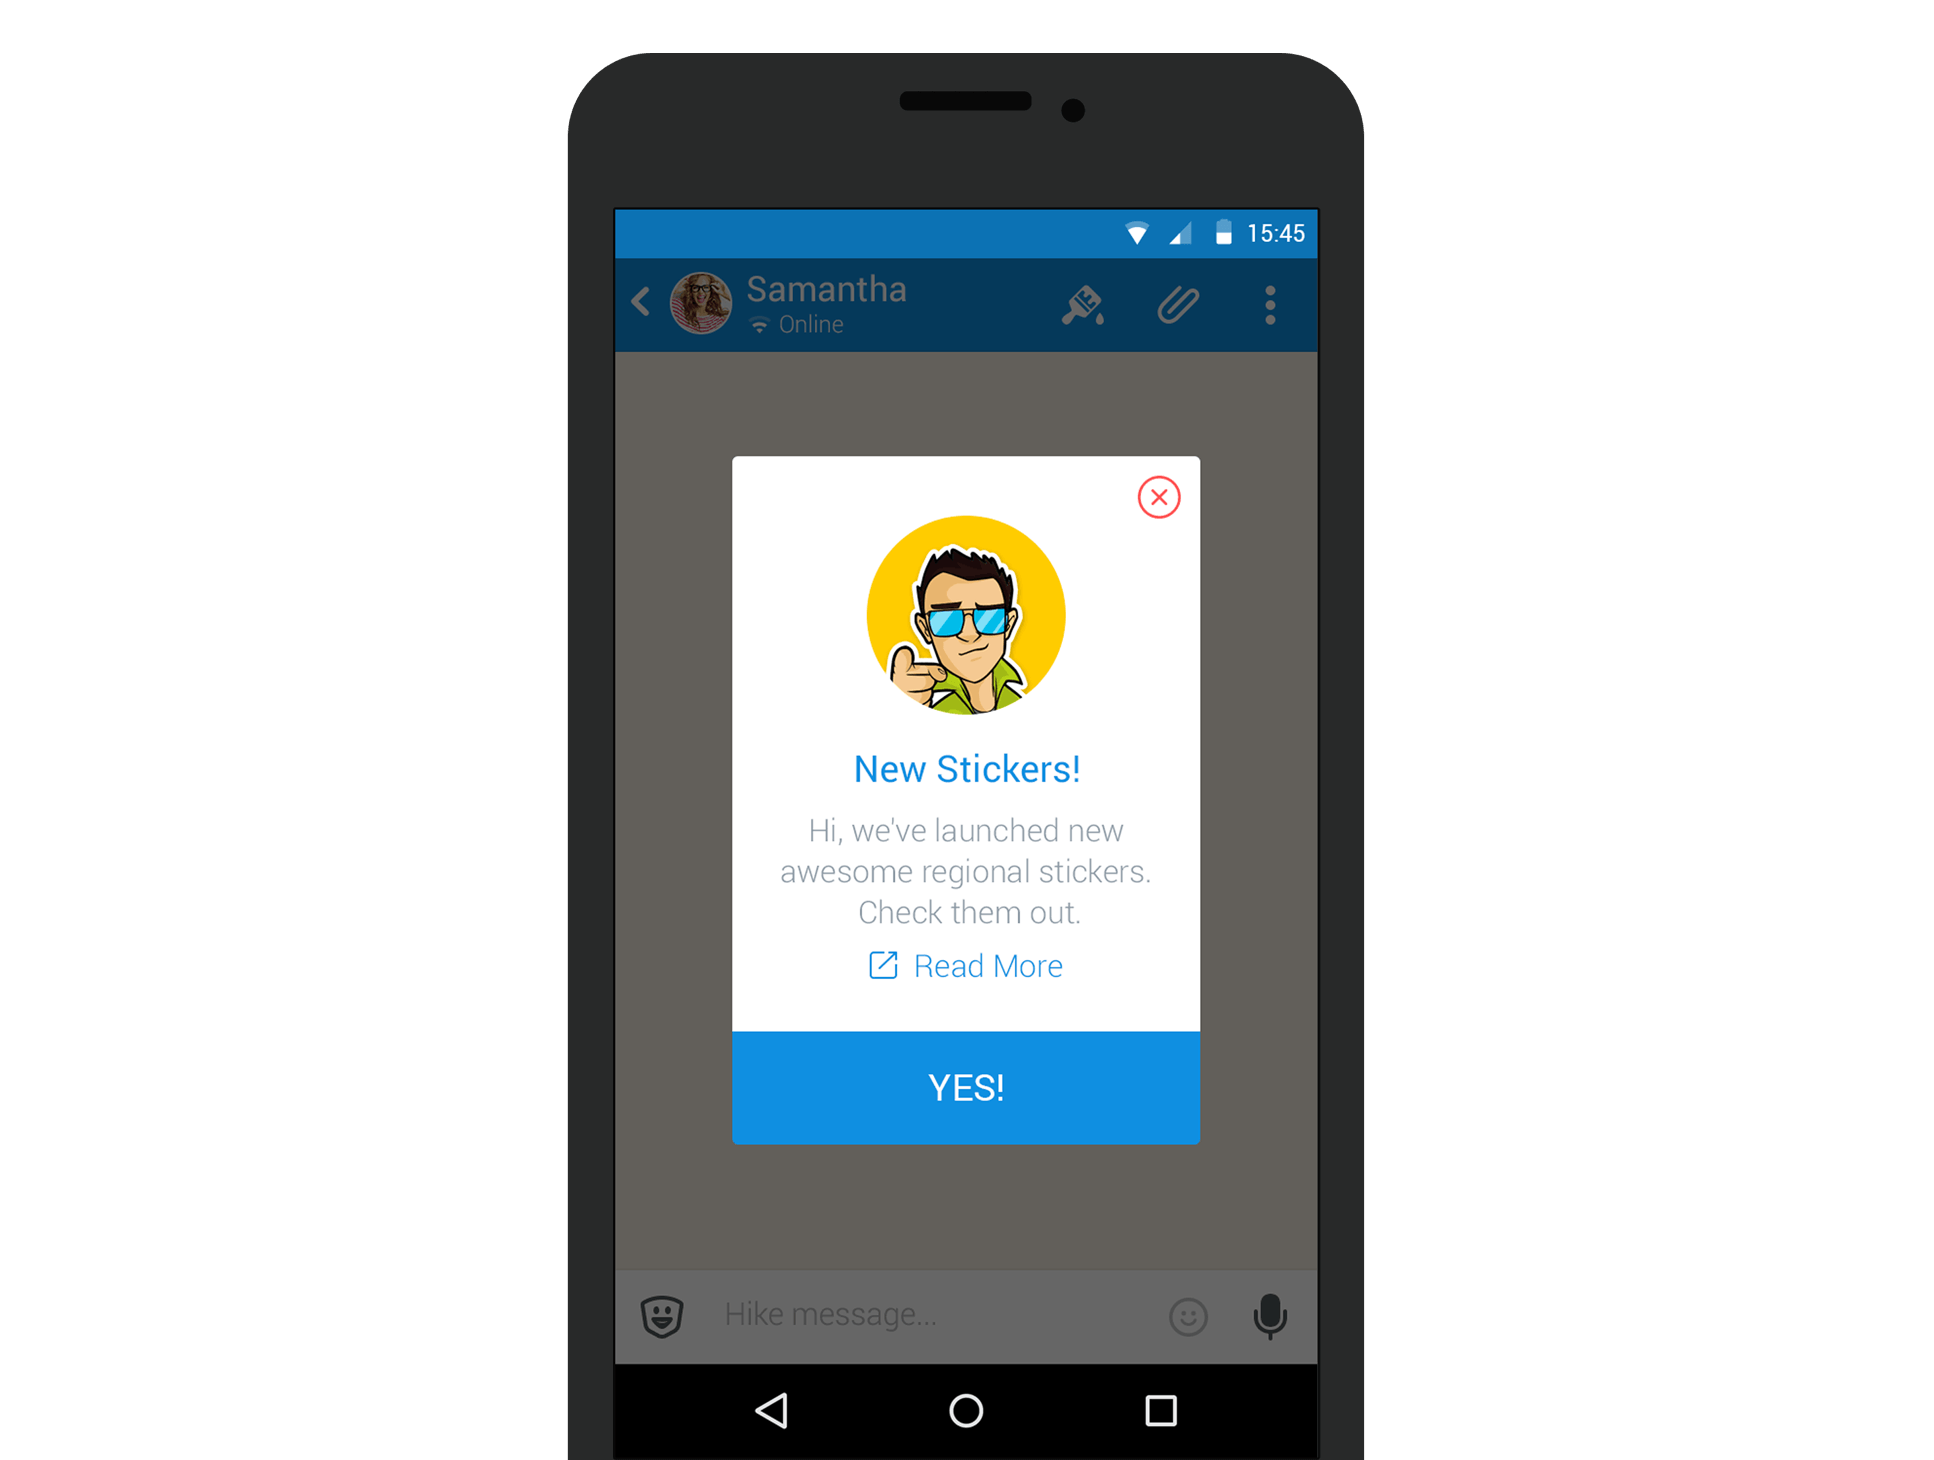 15:45
Samantha
Online
New Stickers!
Hi, we've launched new
awesome regional stickers.
Check them out.
Read More
YES!
Hike message...